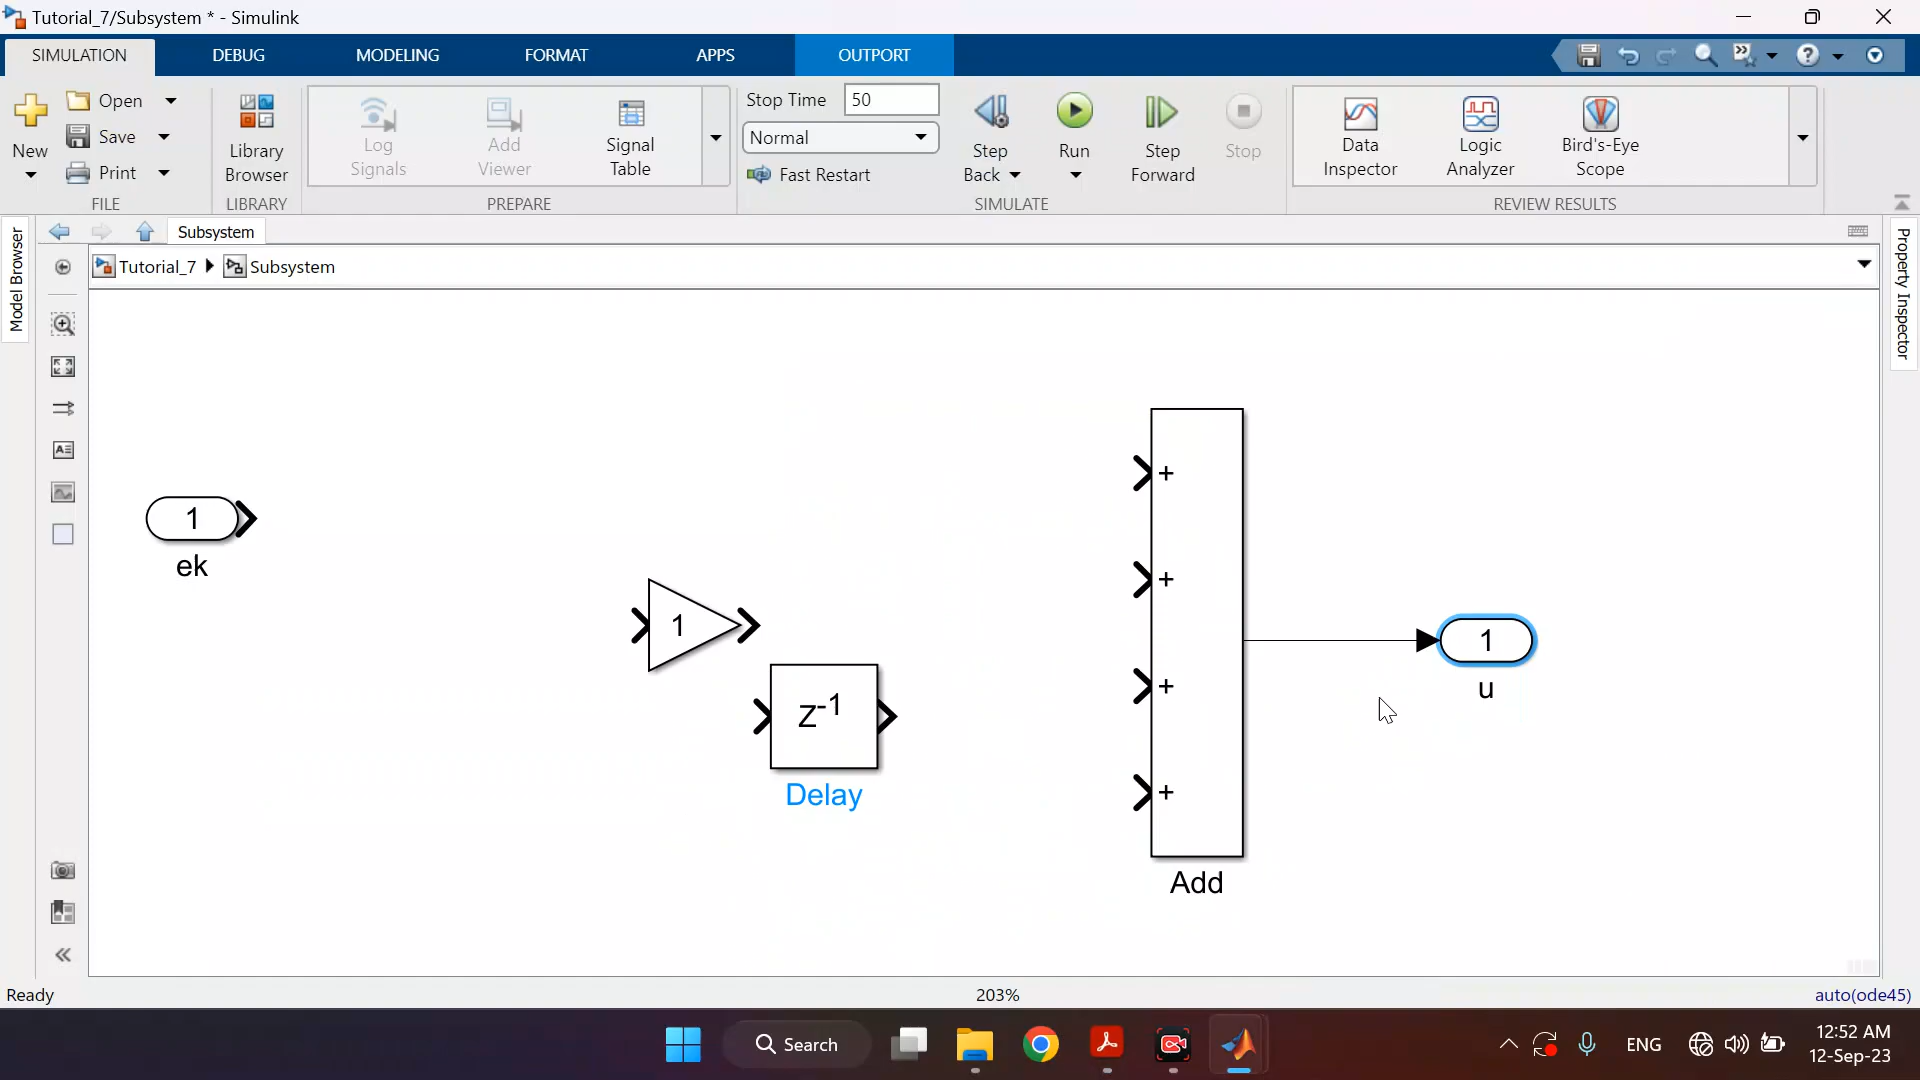 Tutorial_7/Subsystem * - Simulink
SIMULATION
DEBUG
MODELING
FORMAT
APPS
OUTPORT
New
Open
Save
Print
FILE
Library
Browser
LIBRARY
Log
Signals
Add
Viewer
Signal
Table
PREPARE
Stop Time
50
Normal
Fast Restart
Step
Back
Run
Step
Forward
Stop
SIMULATE
Data
Inspector
Logic
Analyzer
Bird's-Eye
Scope
REVIEW RESULTS
Model Browser
Subsystem
Tutorial_7
Subsystem
Property Inspector
1
ek
1
z-1
Delay
+
+
+
+
Add
1
u
Ready
203%
auto(ode45)
Search
ENG
12:52 AM
12-Sep-23